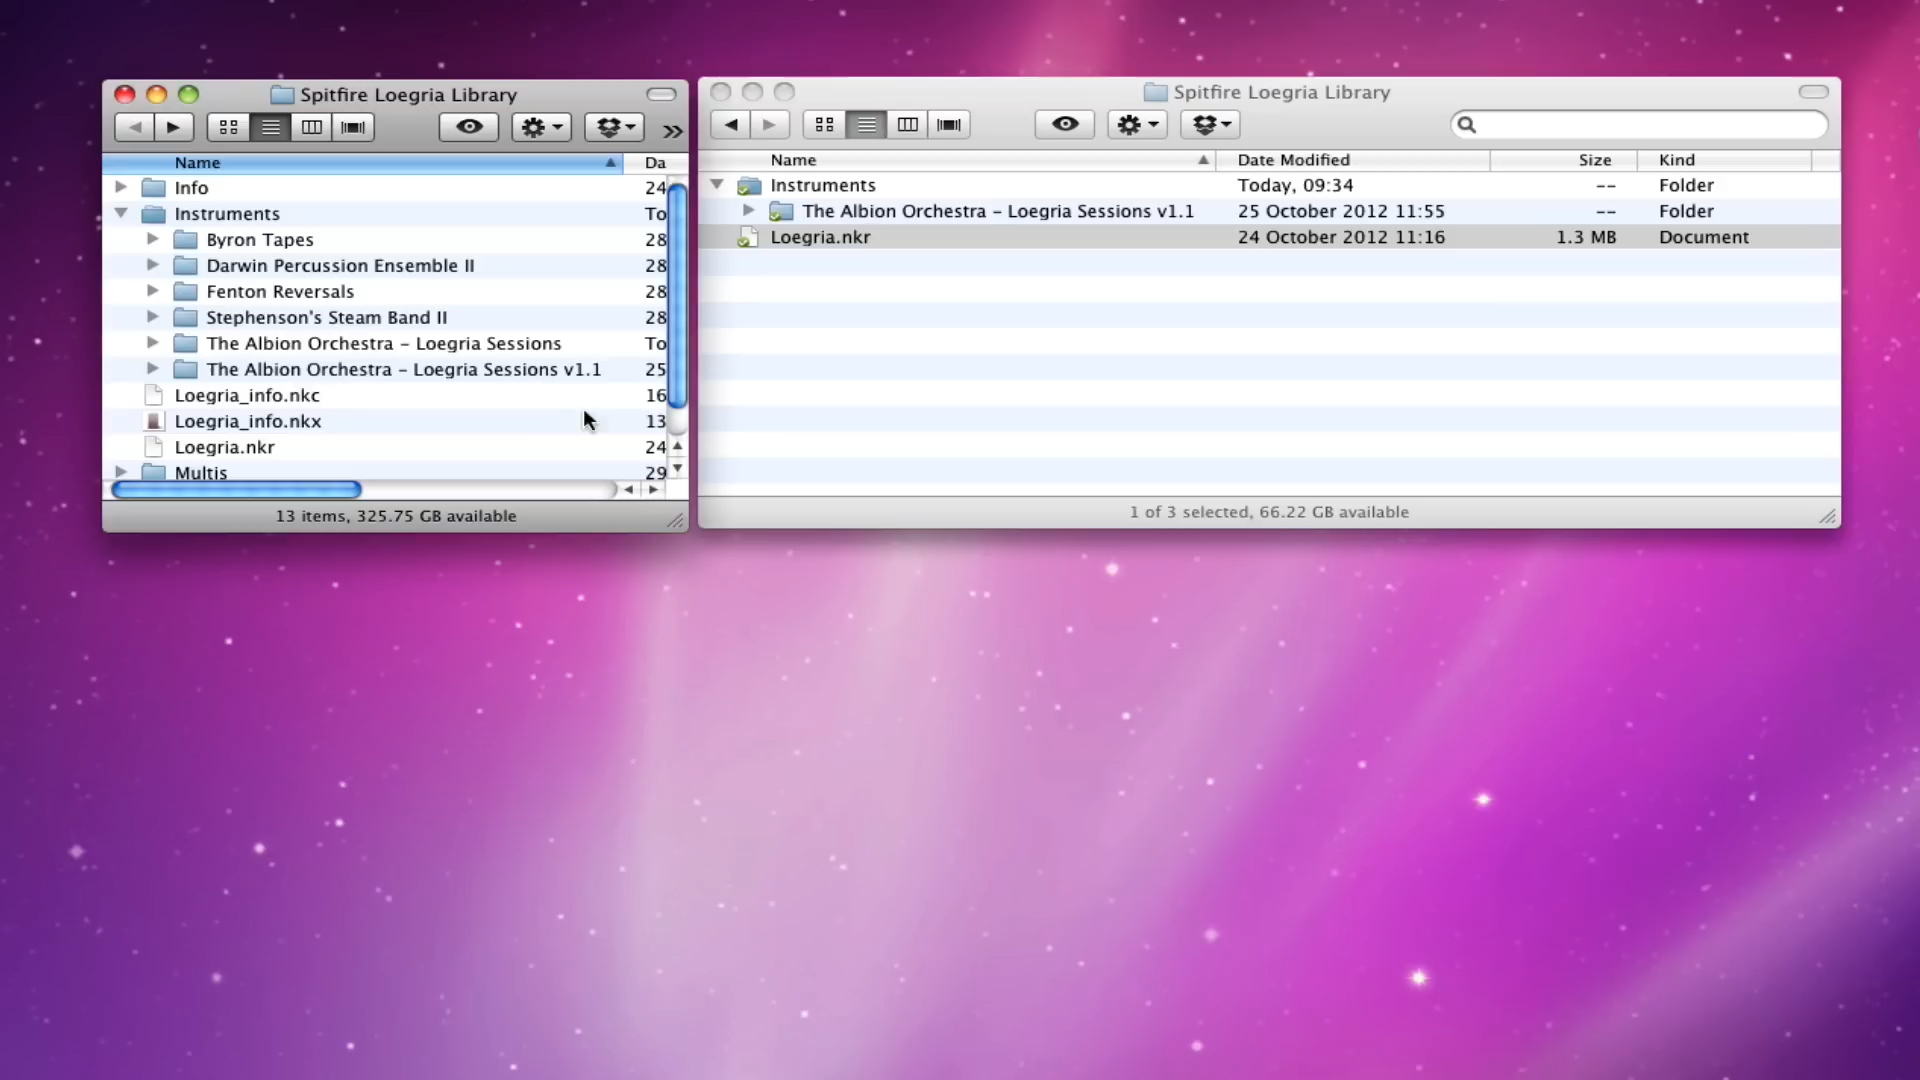 Spitfire Loegria Library
Name
Da
Info
24
Instruments
To
Byron Tapes
28
Darwin Percussion Ensemble II
28
Fenton Reversals
28
Stephenson's Steam Band II
28
The Albion Orchestra – Loegria Sessions
To
The Albion Orchestra – Loegria Sessions v1.1
25
Loegria_info.nkc
16
Loegria_info.nkx
13
Loegria.nkr
24
Multis
29
13 items, 325.75 GB available
Spitfire Loegria Library
Name Date Modified Size Kind
Instruments Today, 09:34 -- Folder
The Albion Orchestra – Loegria Sessions v1.1 25 October 2012 11:55 -- Folder
Loegria.nkr 24 October 2012 11:16 1.3 MB Document
1 of 3 selected, 66.22 GB available